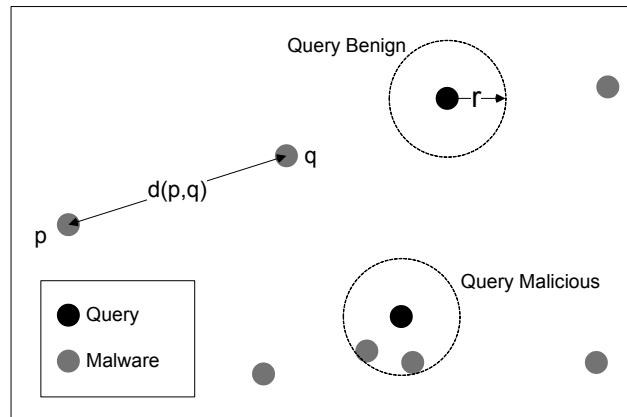 Query Benign
r
q
d(p,q)
p
Query Malicious
Query
Malware